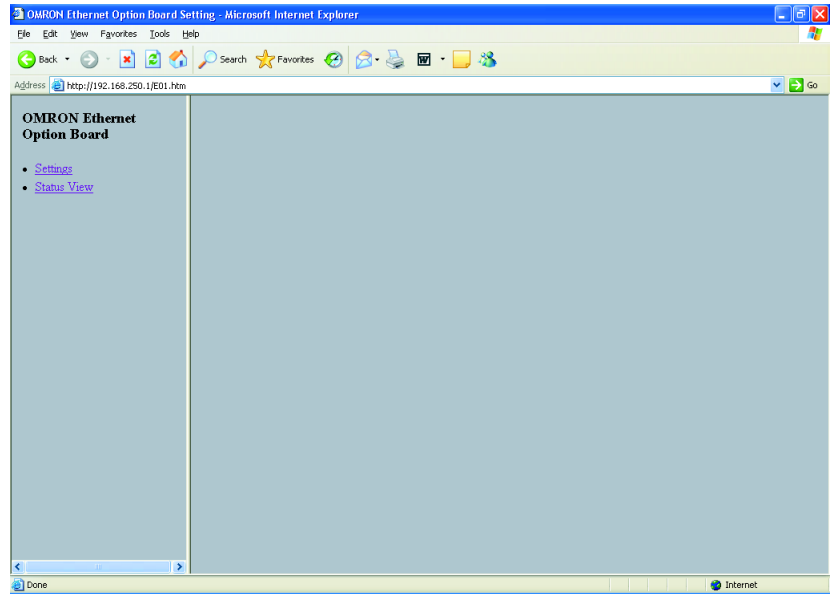 OMRON Ethernet Option Board Setting - Microsoft Internet Explorer
File Edit View Favorites Tools Help
Back Search Favorites
Address http://192.168.250.1/E01.htm Go
OMRON Ethernet
Option Board
• Settings
• Status View
Done Internet